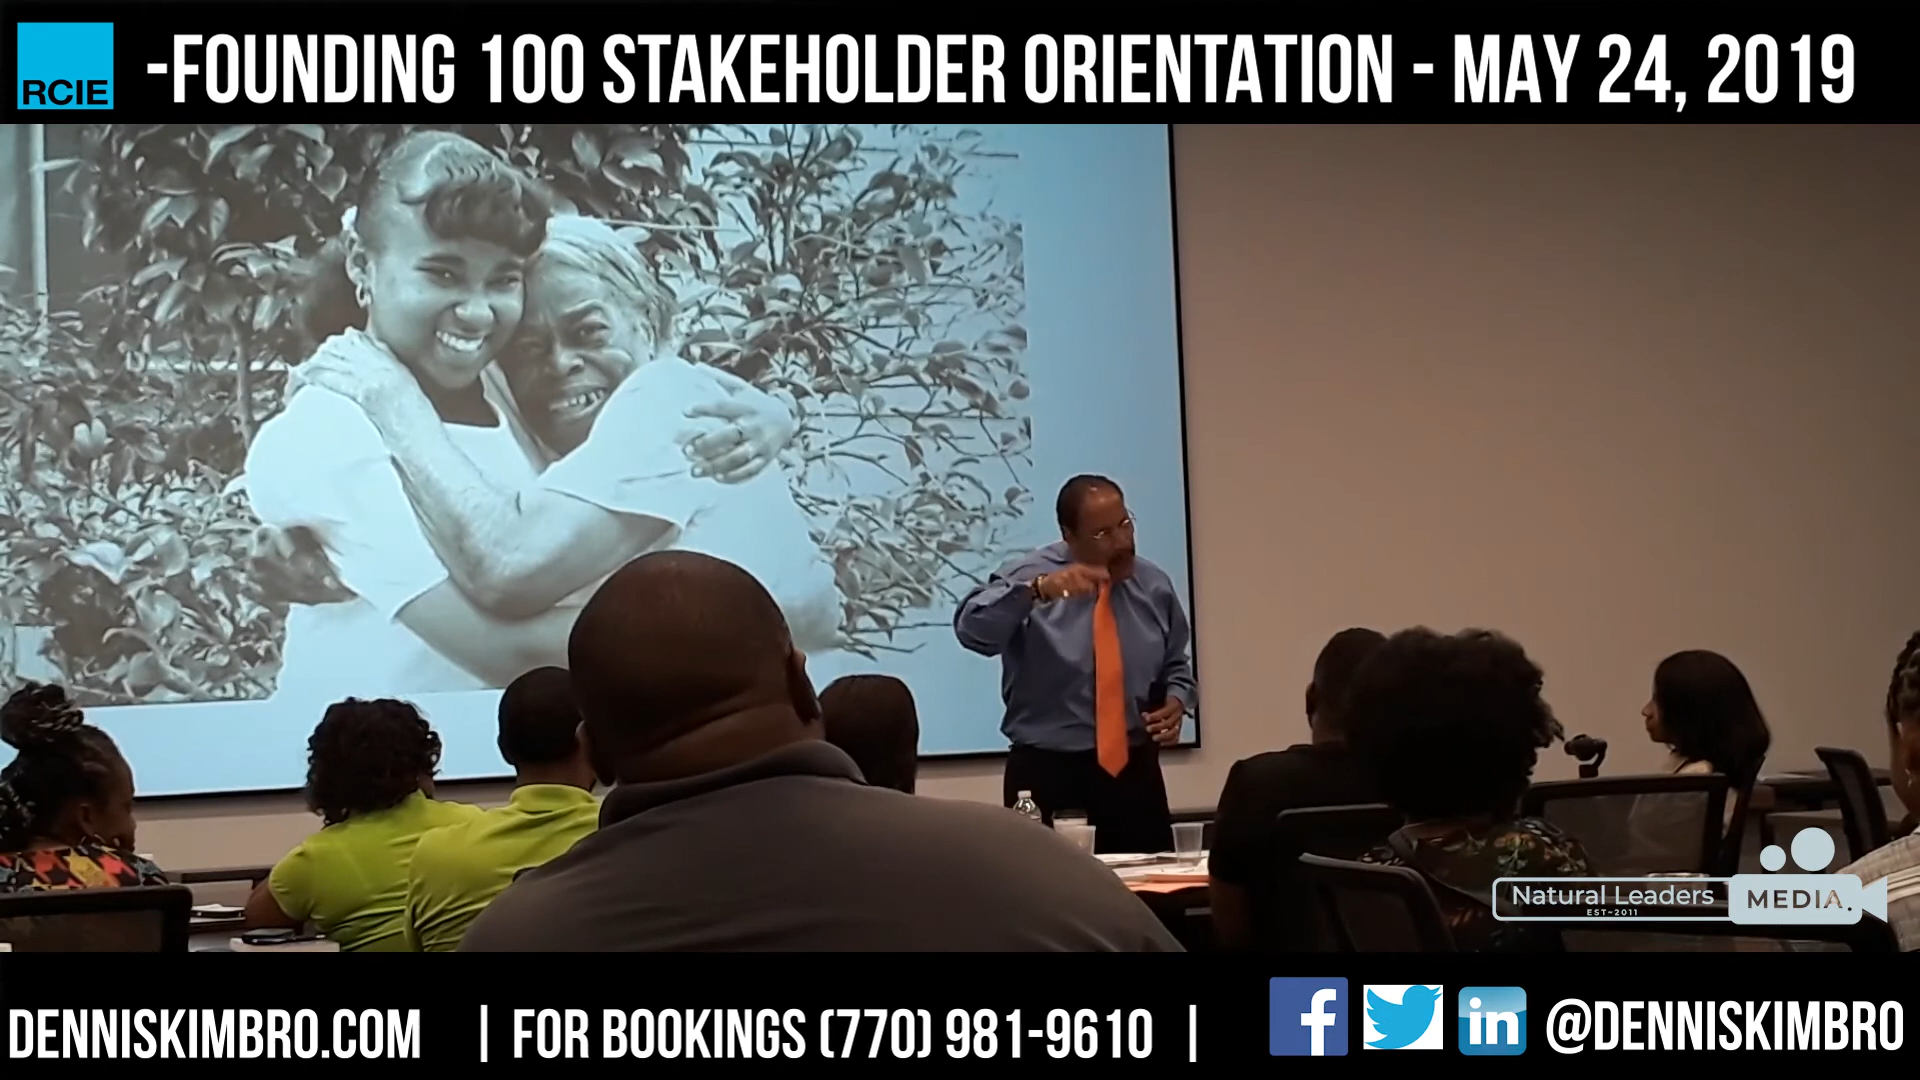 RCIE
-FOUNDING 100 STAKEHOLDER ORIENTATION - MAY 24, 2019
Natural Leaders MEDIA.
EST~2011
DENNISKIMBRO.COM | FOR BOOKINGS (770) 981-9610 | f in @DENNISKIMBRO